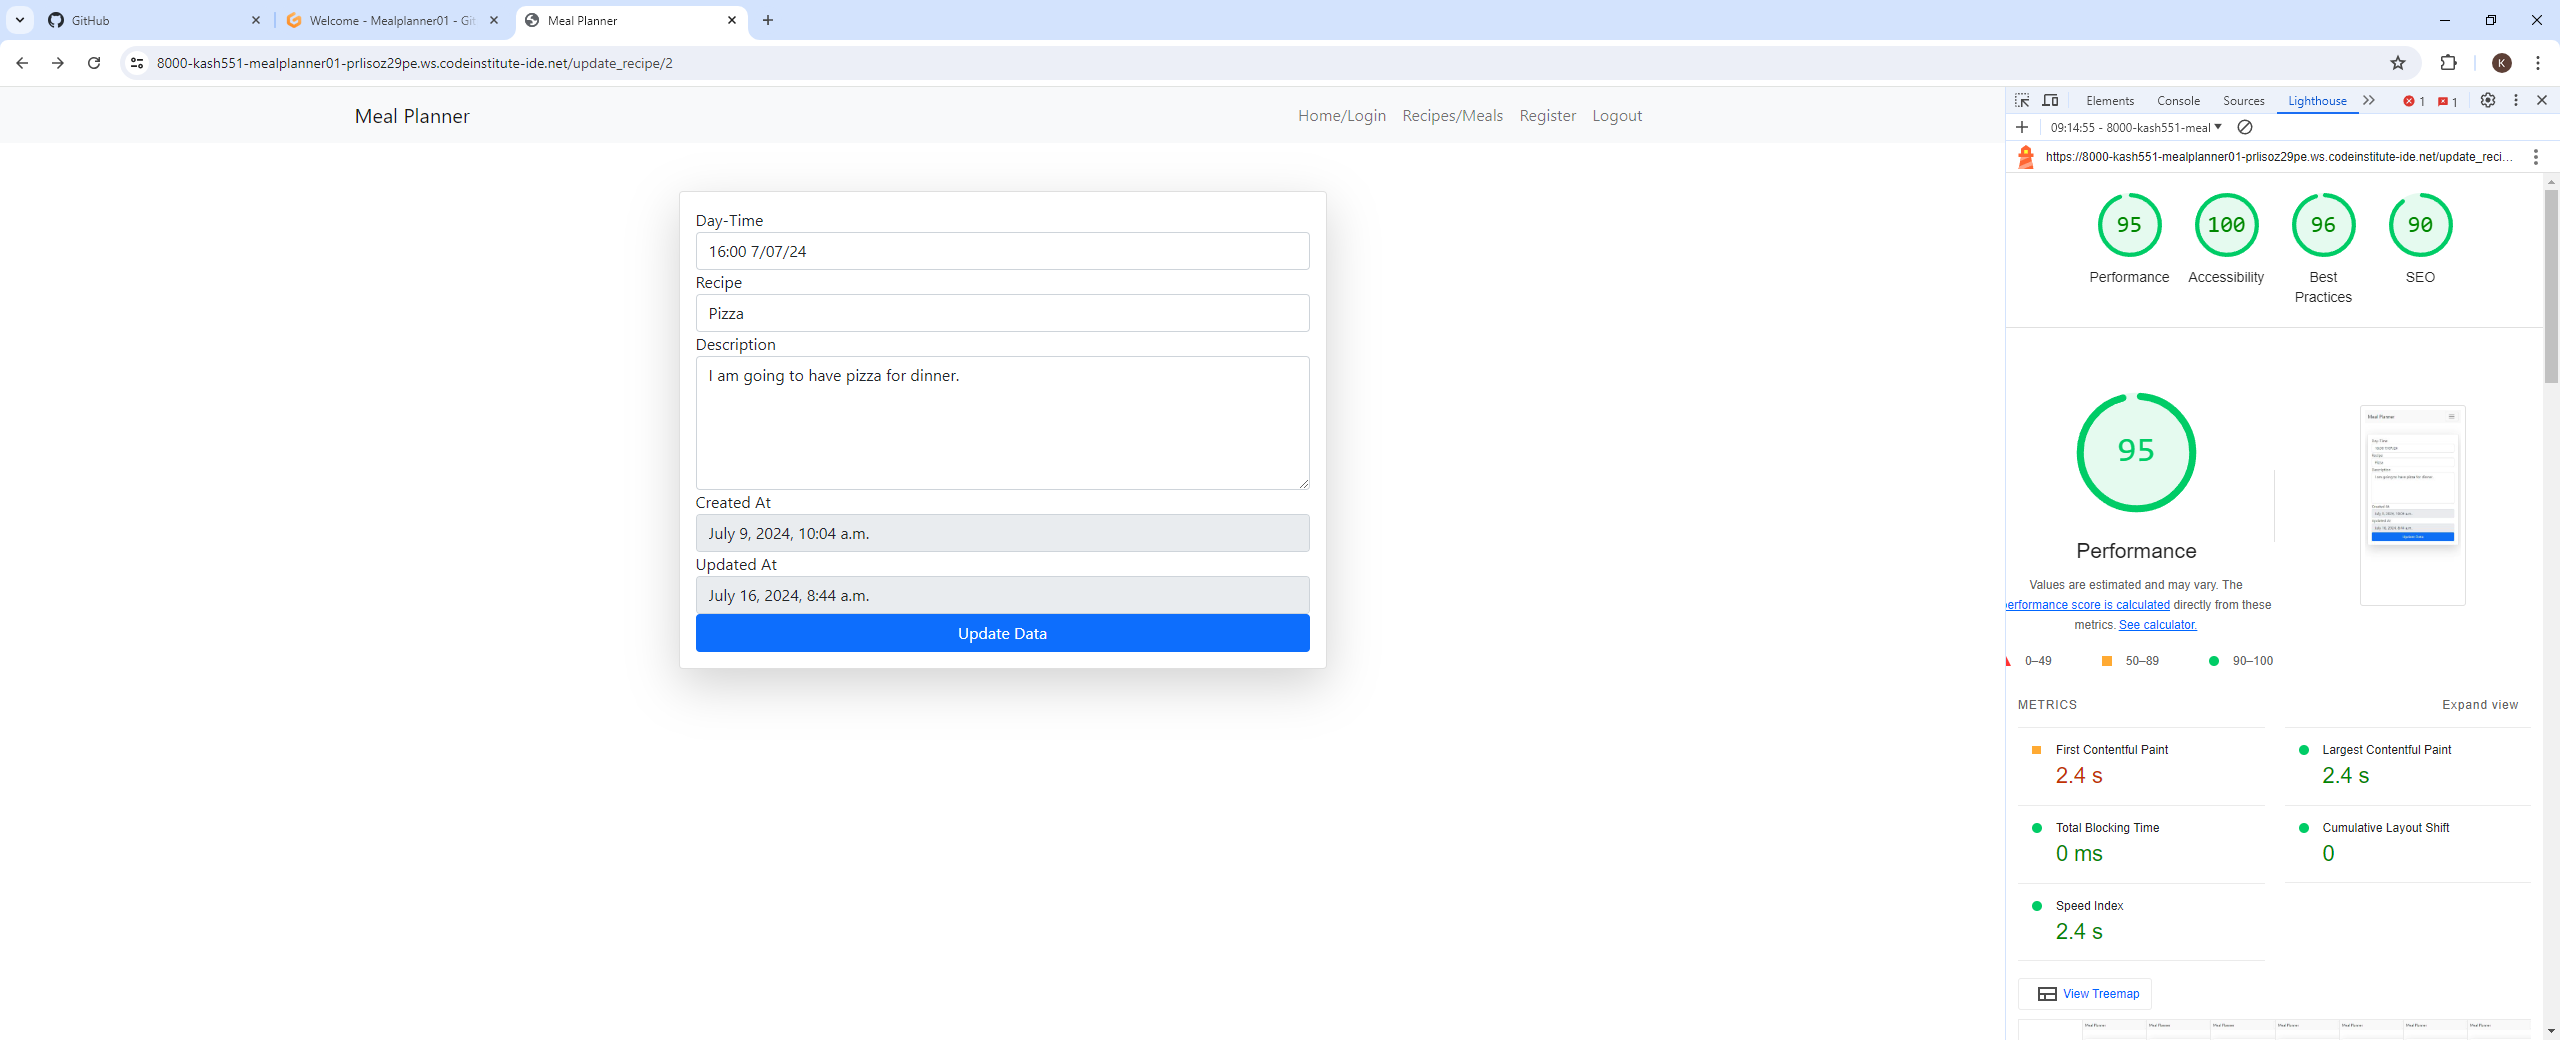 GitHub
Welcome - Mealplanner01 - Git
Meal Planner
8000-kash551-mealplanner01-prlisoz29pe.ws.codeinstitute-ide.net/update_recipe/2
K
Meal Planner
Home/Login Recipes/Meals Register Logout
Day-Time
16:00 7/07/24
Recipe
Pizza
Description
I am going to have pizza for dinner.
Created At
July 9, 2024, 10:04 a.m.
Updated At
July 16, 2024, 8:44 a.m.
Update Data
Elements Console Sources Lighthouse 1 1
09:14:55 - 8000-kash551-meal
https://8000-kash551-mealplanner01-prlisoz29pe.ws.codeinstitute-ide.net/update_reci...
95 100 96 90
Performance Accessibility Best Practices SEO
95
Performance
Values are estimated and may vary. The
performance score is calculated directly from these
metrics. See calculator.
0–49 50–89 90–100
METRICS Expand view
First Contentful Paint
2.4 s
Largest Contentful Paint
2.4 s
Total Blocking Time
0 ms
Cumulative Layout Shift
0
Speed Index
2.4 s
View Treemap